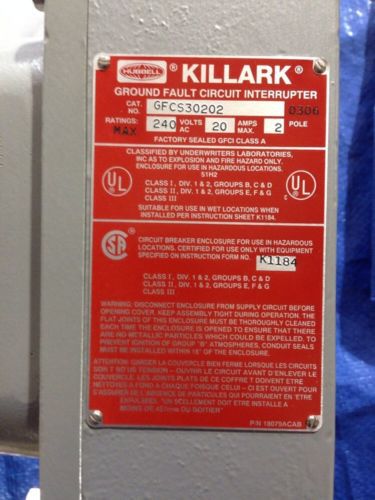 HUBBELL ® KILLARK®
GROUND FAULT CIRCUIT INTERRUPTER
CAT. NO. GFCS30202 0306
RATINGS: MAX 240 VOLTS AC 20 AMPS MAX. 2 POLE
FACTORY SEALED GFCI CLASS A
CLASSIFIED BY UNDERWRITERS LABORATORIES,
INC AS TO EXPLOSION AND FIRE HAZARD ONLY.
ENCLOSURE FOR USE IN HAZARDOUS LOCATIONS.
51H2
UL UL
CLASS I, DIV. 1 & 2, GROUPS B, C & D
CLASS II, DIV. 1 & 2, GROUPS E, F & G
CLASS III
SUITABLE FOR USE IN WET LOCATIONS WHEN
INSTALLED PER INSTRUCTION SHEET K1184.
SA
CIRCUIT BREAKER ENCLOSURE FOR USE IN HAZARDOUS
LOCATIONS. CERTIFIED FOR USE ONLY WITH EQUIPMENT
SPECIFIED ON INSTRUCTION FORM NO. K1184
CLASS I, DIV. 1 & 2, GROUPS B, C & D
CLASS II, DIV. 1 & 2, GROUPS E, F & G
CLASS III
WARNING: DISCONNECT ENCLOSURE FROM SUPPLY CIRCUIT BEFORE
OPENING COVER. KEEP ASSEMBLY TIGHT DURING OPERATION. THE
FLAT JOINTS OF THIS ENCLOSURE MUST BE THOROUGHLY CLEANED
EACH TIME THE ENCLOSURE IS OPENED TO ENSURE THAT THERE
ARE NO METALLIC PARTICLES WHICH COULD BE EXPELLED.
TO PREVENT IGNITION OF GROUP "B" ATMOSPHERES, CONDUIT SEALS
MUST BE INSTALLED WITHIN 18" OF THE ENCLOSURE.
ATTENTION: GARDER LA COUVERCLE BIEN FERME LORSQUE LES CIRCUITS
SONT SOUS TENSION - OUVRIR LE CIRCUIT AVANT D'ENLEVER LE
COUVERCLE. LES JOINTS PLATS DE CE COFFRET DOIVENT ETRE
NETTOYES A FOND A CHAQUE FOISQUE CELUI - CI EST OUVERT POUR
S'ASSURER DE L'ABSENCE DE PARTICULES QUI POURRAIENT EN 'ETRE
EXPULSEES. "UN SCELLEMENT DOIT ETRE INSTALLE A
MOINS DE 457mm DU BOITIER"
P/N 18079ACAB